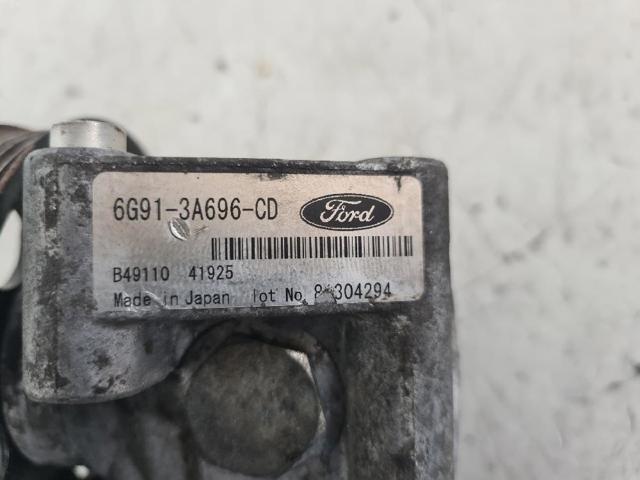 6G91-3A696-CD Ford
B49110 41925
Made in Japan lot No.